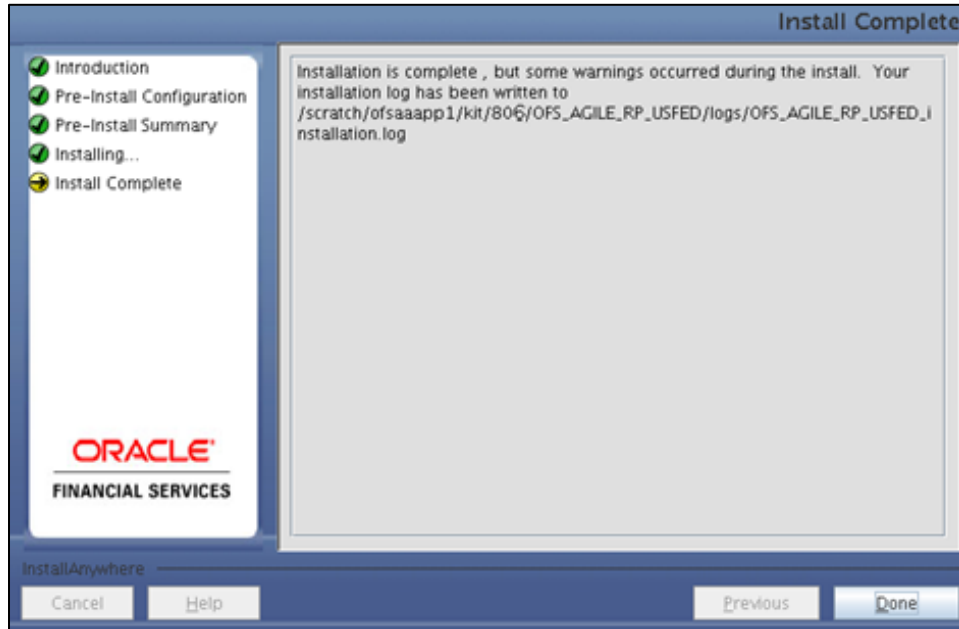 Install Complete
Introduction
Pre-Install Configuration
Pre-Install Summary
Installing...
Install Complete
Installation is complete , but some warnings occurred during the install. Your
installation log has been written to
/scratch/ofsaaapp1/kit/806/OFS_AGILE_RP_USFED/logs/OFS_AGILE_RP_USFED_i
nstallation.log
ORACLE'
FINANCIAL SERVICES
InstallAnywhere
Cancel Help Previous Done